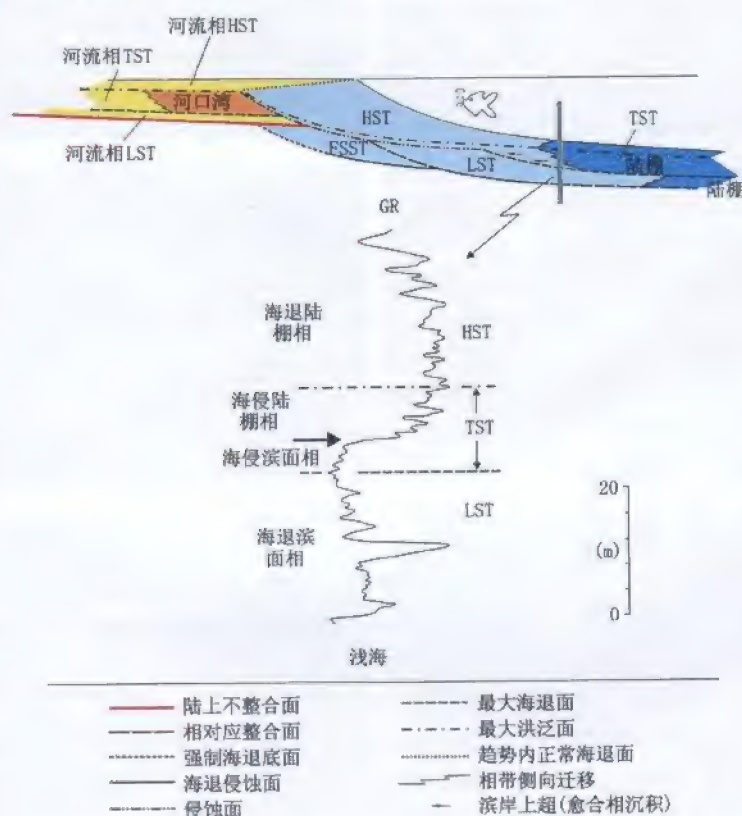 河流相HST
河流相TST
河口湾
HST
TST
FSST
LST
陆棚
河流相LST
陆棚
GR
海退陆
棚相
HST
海侵陆
棚相
TST
海侵滨面相
LST
海退滨
面相
20
(m)
0
浅海
陆上不整合面
最大海退面
相对应整合面
最大洪泛面
强制海退底面
趋势内正常海退面
海退侵蚀面
相带侧向迁移
侵蚀面
滨岸上超(愈合相沉积)